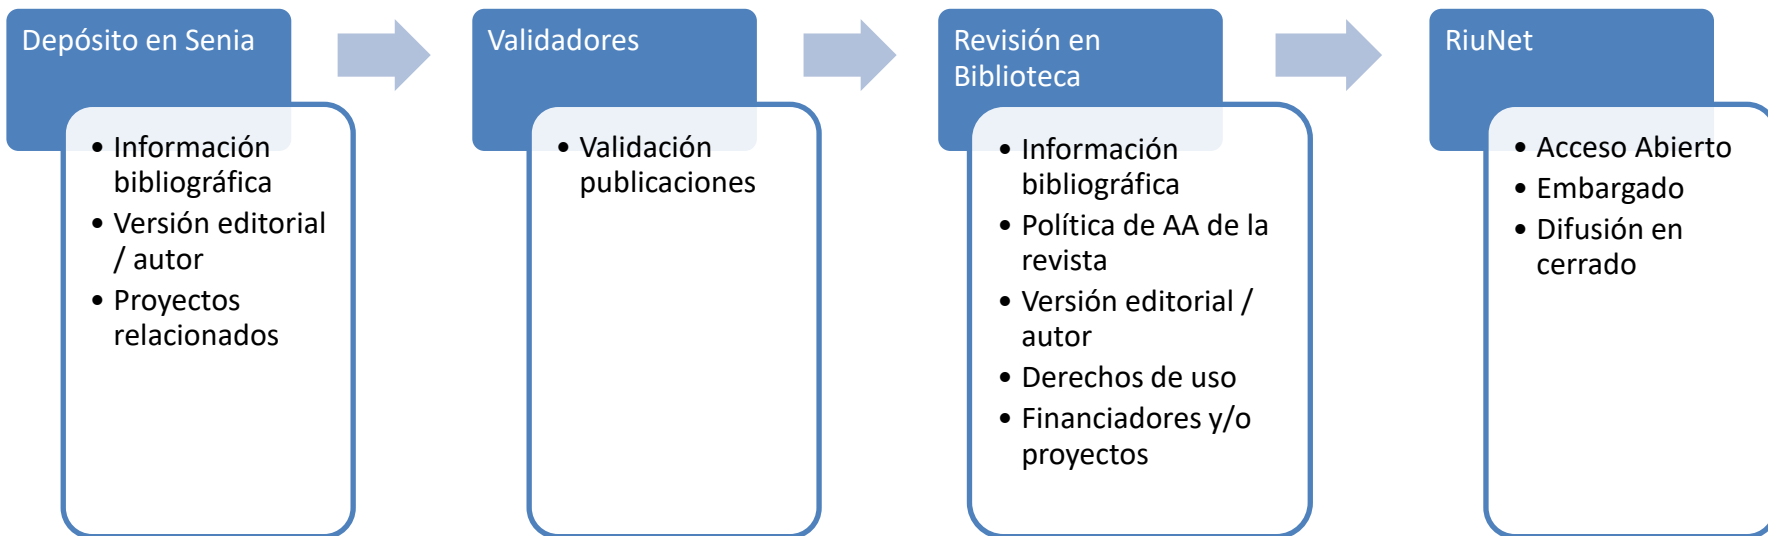 Depósito en Senia
• Información
bibliográfica
• Versión editorial
/ autor
• Proyectos
relacionados
Validadores
• Validación
publicaciones
Revisión en
Biblioteca
• Información
bibliográfica
• Política de AA de la
revista
• Versión editorial /
autor
• Derechos de uso
• Financiadores y/o
proyectos
RiuNet
• Acceso Abierto
• Embargado
• Difusión en
cerrado